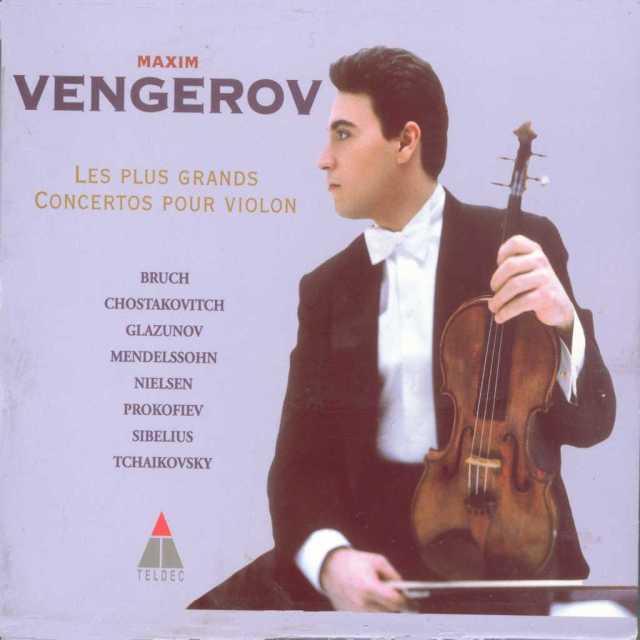 MAXIM
VENGEROV
LES PLUS GRANDS
CONCERTOS POUR VIOLON
BRUCH
CHOSTAKOVITCH
GLAZUNOV
MENDELSSOHN
NIELSEN
PROKOFIEV
SIBELIUS
TCHAIKOVSKY
TELDEC